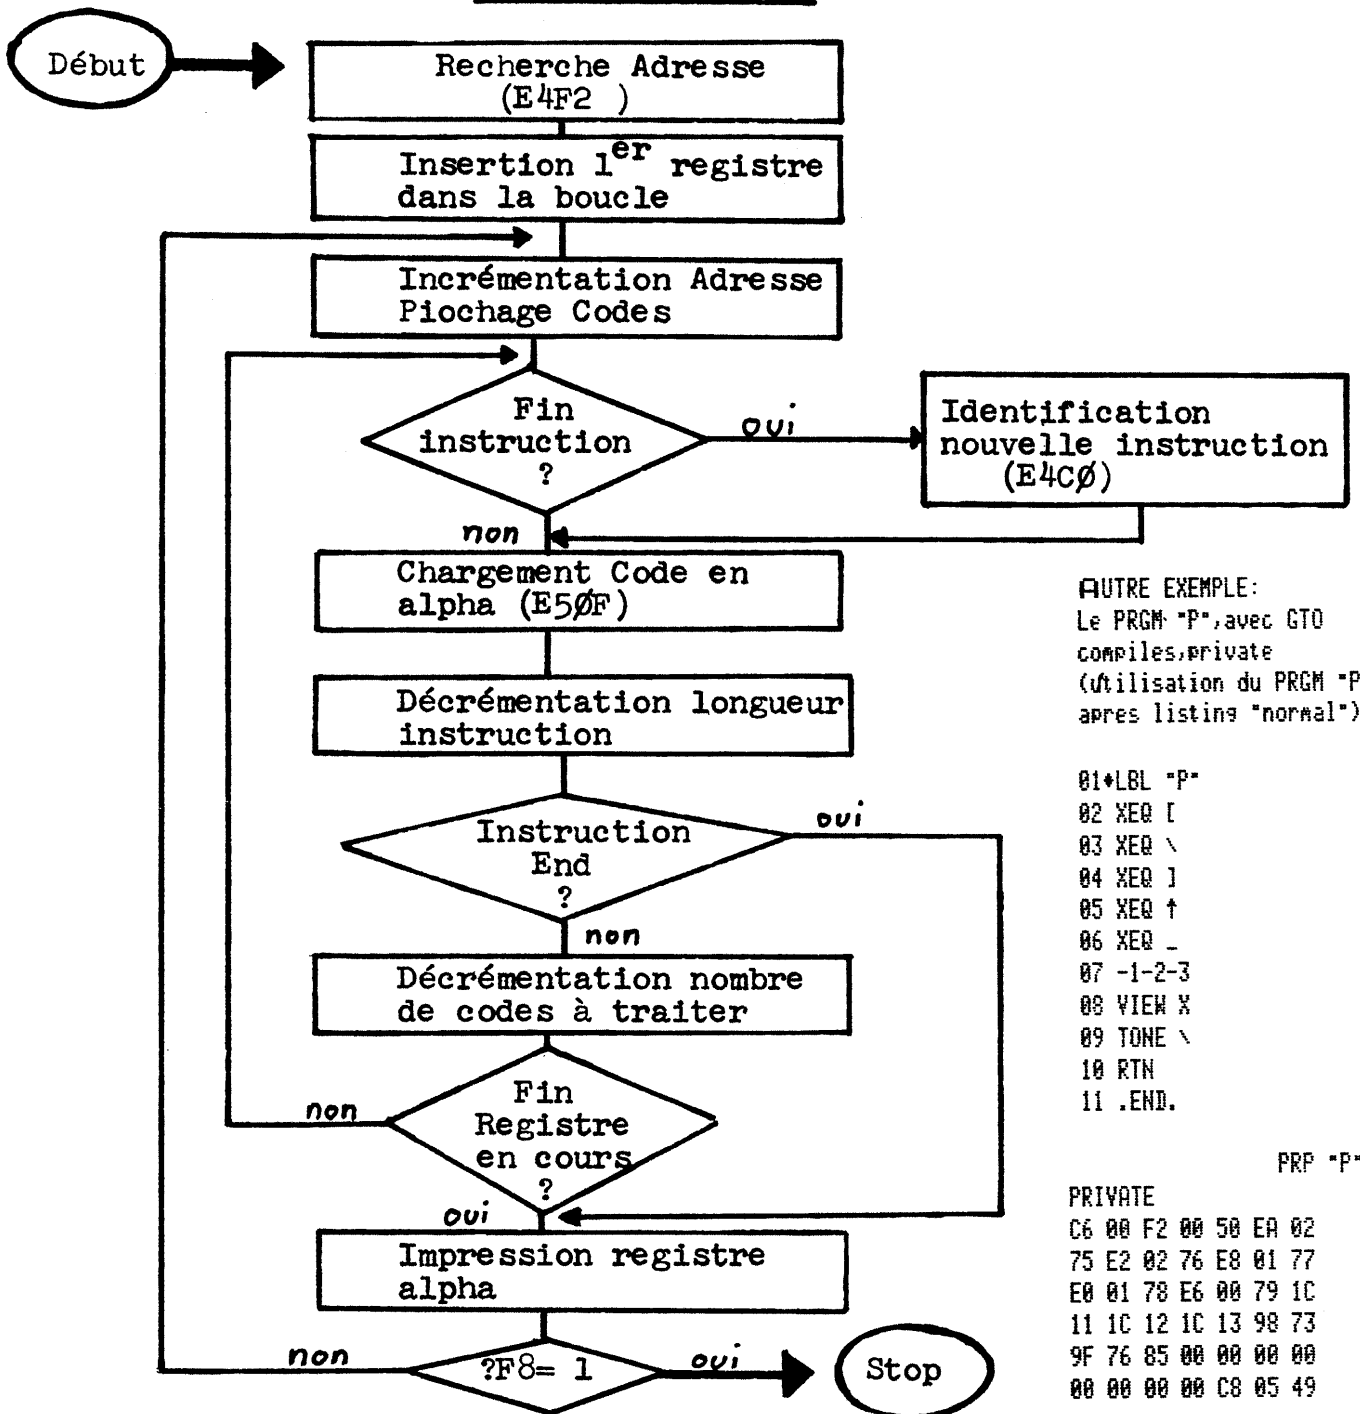 Début
Recherche Adresse
(E4F2 )
Insertion 1er registre
dans la boucle
Incrémentation Adresse
Piochage Codes
Fin
instruction
?
oui
Identification
nouvelle instruction
(E4CØ)
non
Chargement Code en
alpha (E5ØF)
Décrémentation longueur
instruction
Instruction
End
?
oui
non
Décrémentation nombre
de codes à traiter
Fin
Registre
en cours
?
non
oui
Impression registre
alpha
?F8= 1
non
oui
Stop
AUTRE EXEMPLE:
Le PRGM "P",avec GTO
compiles,private
(utilisation du PRGM "P
apres listing "normal")
01♦LBL "P"
02 XEQ [
03 XEQ \
04 XEQ ]
05 XEQ ↑
06 XEQ _
07 -1-2-3
08 VIEW X
09 TONE \
10 RTN
11 .END.
PRP "P"
PRIVATE
C6 00 F2 00 50 EA 02
75 E2 02 76 E8 01 77
E0 01 78 E6 00 79 1C
11 1C 12 1C 13 98 73
9F 76 85 00 00 00 00
00 00 00 00 C8 05 49